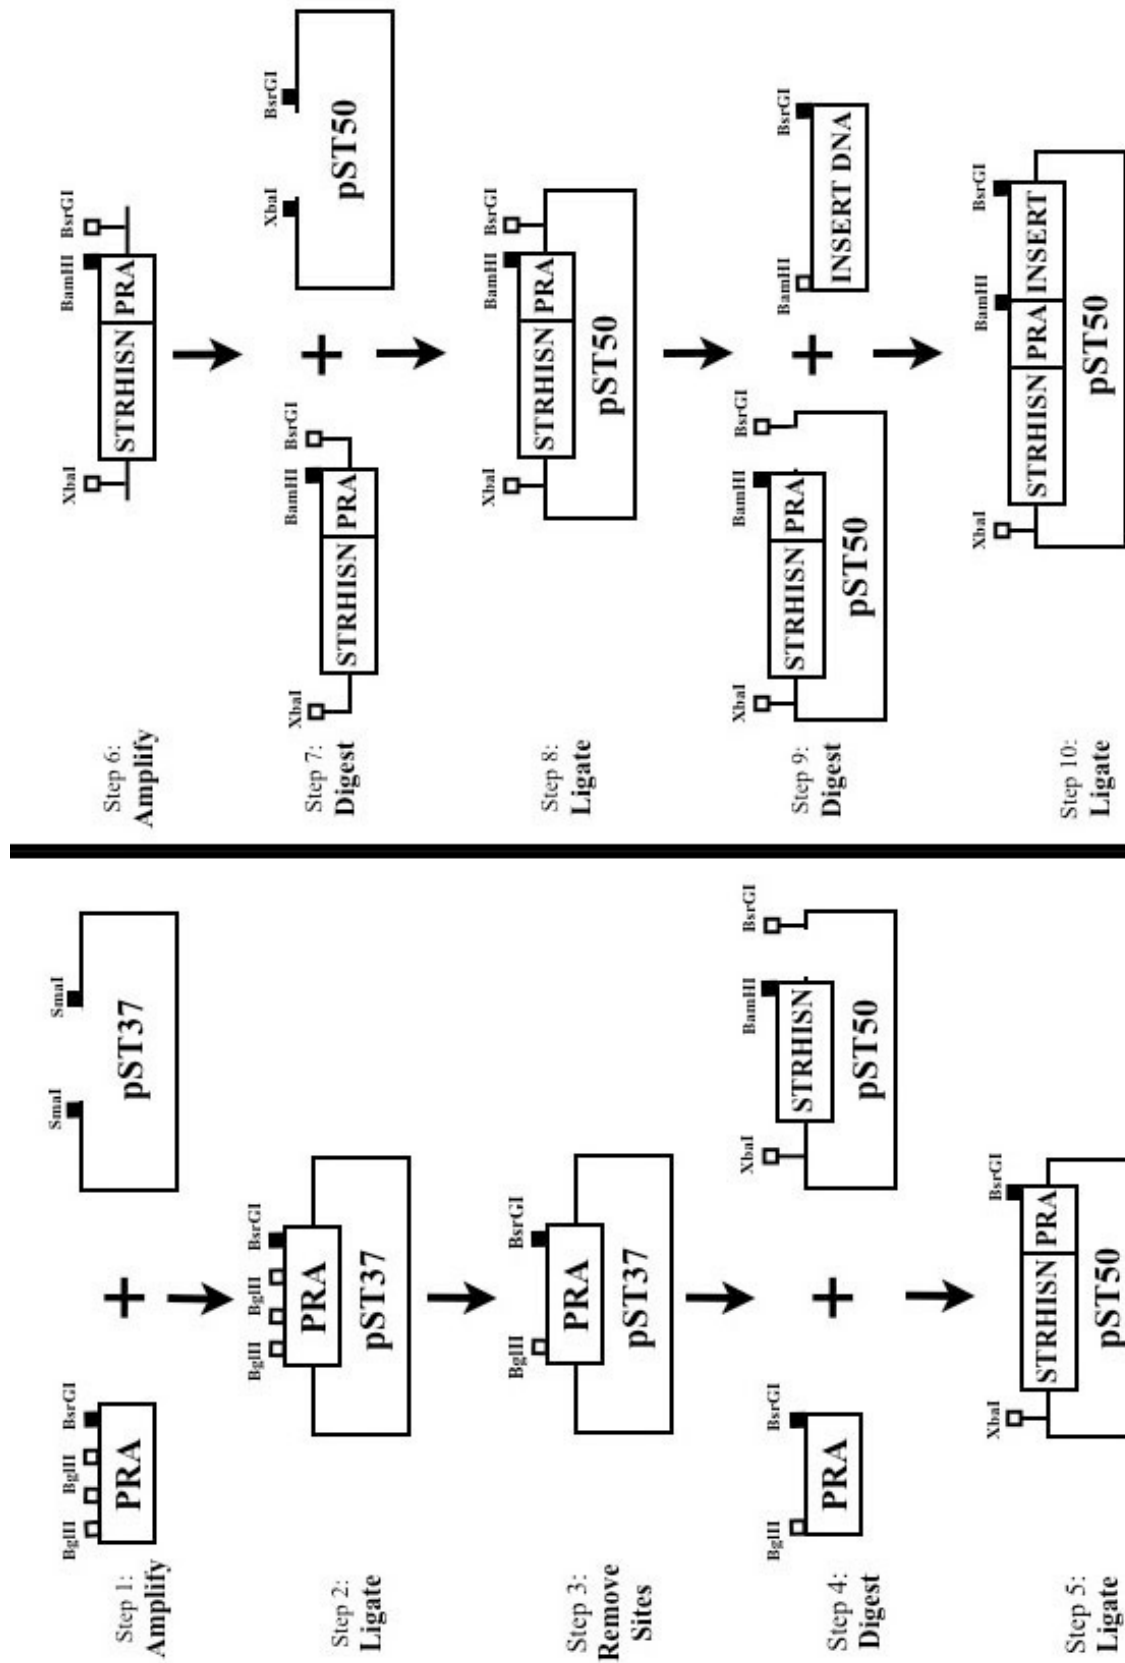 Step 1:
Amplify
BglII
BglII
BsrGI
PRA
+
SmaI
SmaI
pST37
Step 2:
Ligate
BglII
BglII
BsrGI
PRA
pST37
Step 3:
Remove
Sites
BglII
BsrGI
PRA
pST37
Step 4:
Digest
BglII
BsrGI
PRA
+
XbaI
BamHI
BsrGI
STRHISN
pST50
Step 5:
Ligate
XbaI
BsrGI
STRHISN PRA
pST50
Step 6:
Amplify
XbaI
BamHI
BsrGI
STRHISN PRA
Step 7:
Digest
XbaI
BamHI
BsrGI
STRHISN PRA
+
XbaI
BsrGI
pST50
Step 8:
Ligate
XbaI
BamHI
BsrGI
STRHISN PRA
pST50
Step 9:
Digest
XbaI
BamHI
BsrGI
STRHISN PRA
pST50
+
BamHI
BsrGI
INSERT DNA
Step 10:
Ligate
XbaI
BamHI
BsrGI
STRHISN PRA INSERT
pST50